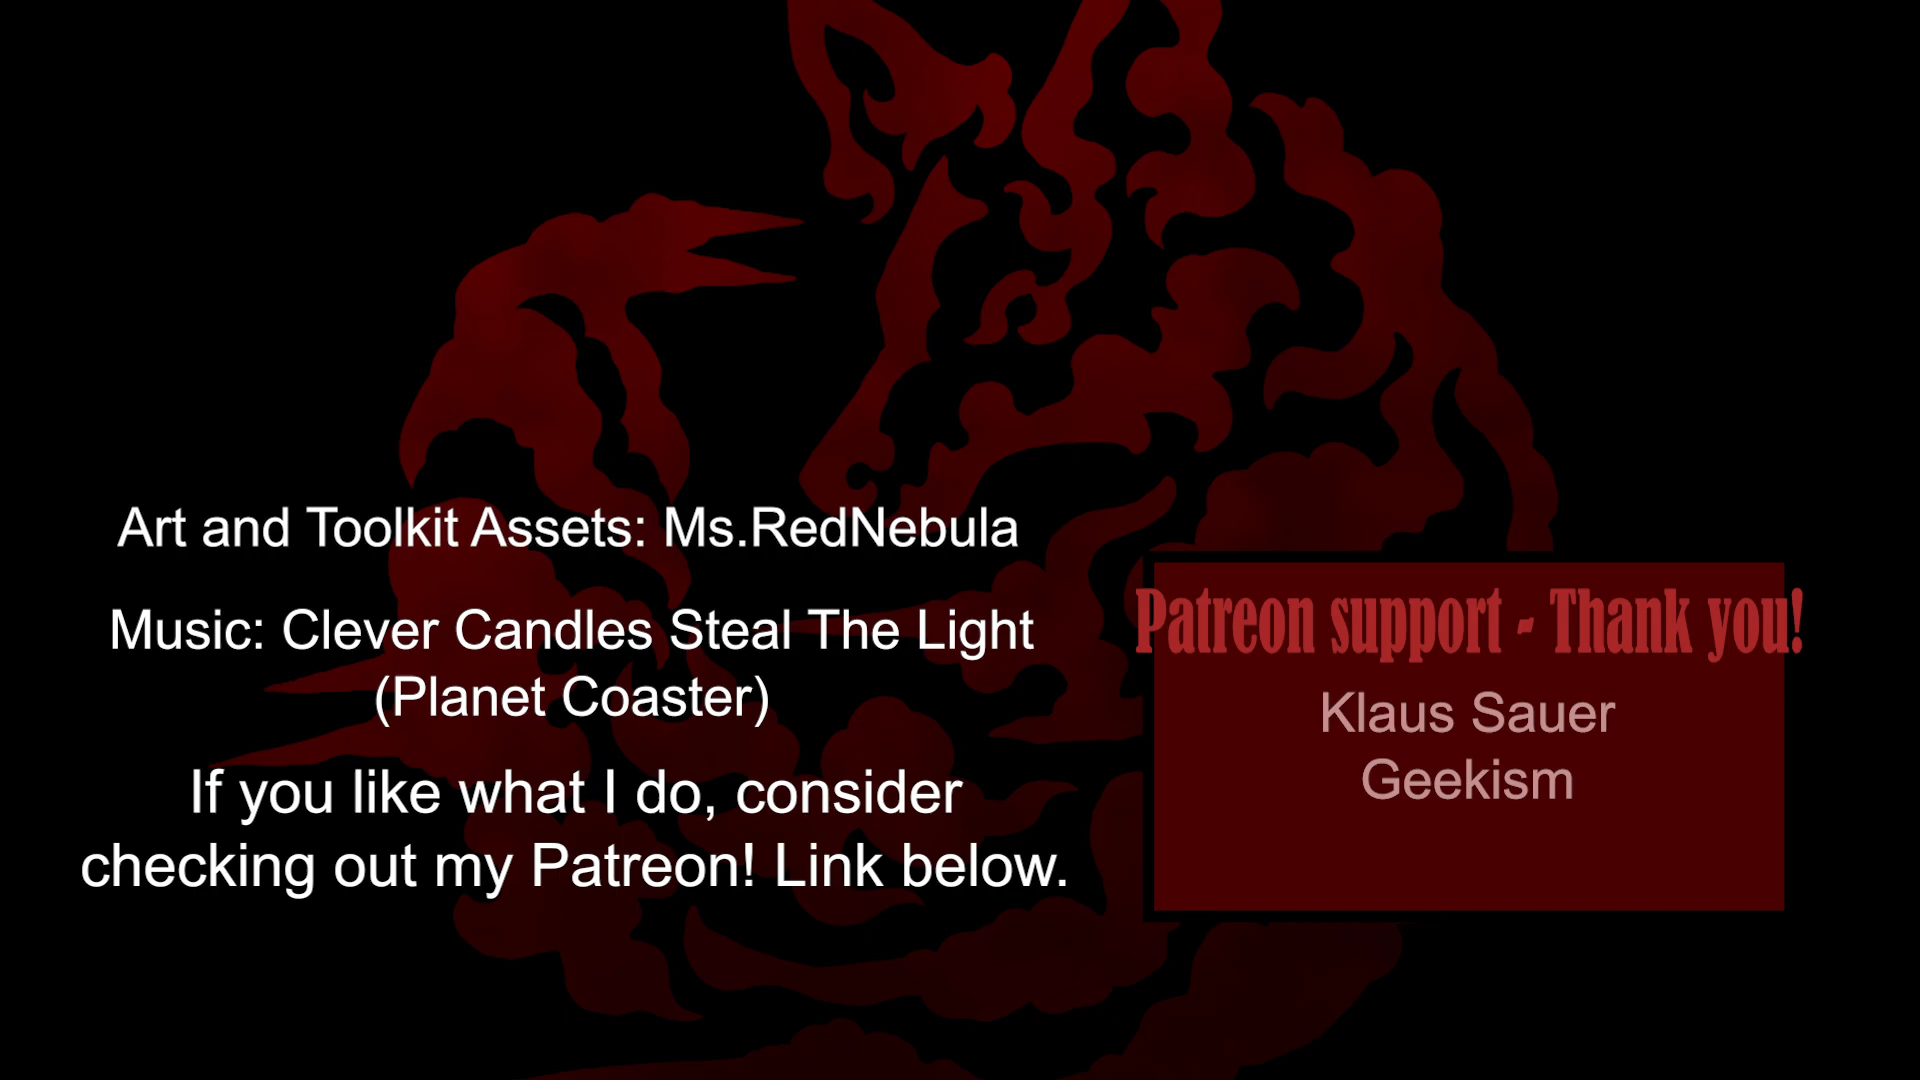 Art and Toolkit Assets: Ms.RedNebula
Music: Clever Candles Steal The Light
(Planet Coaster)
If you like what I do, consider
checking out my Patreon! Link below.
Patreon support - Thank you!
Klaus Sauer
Geekism